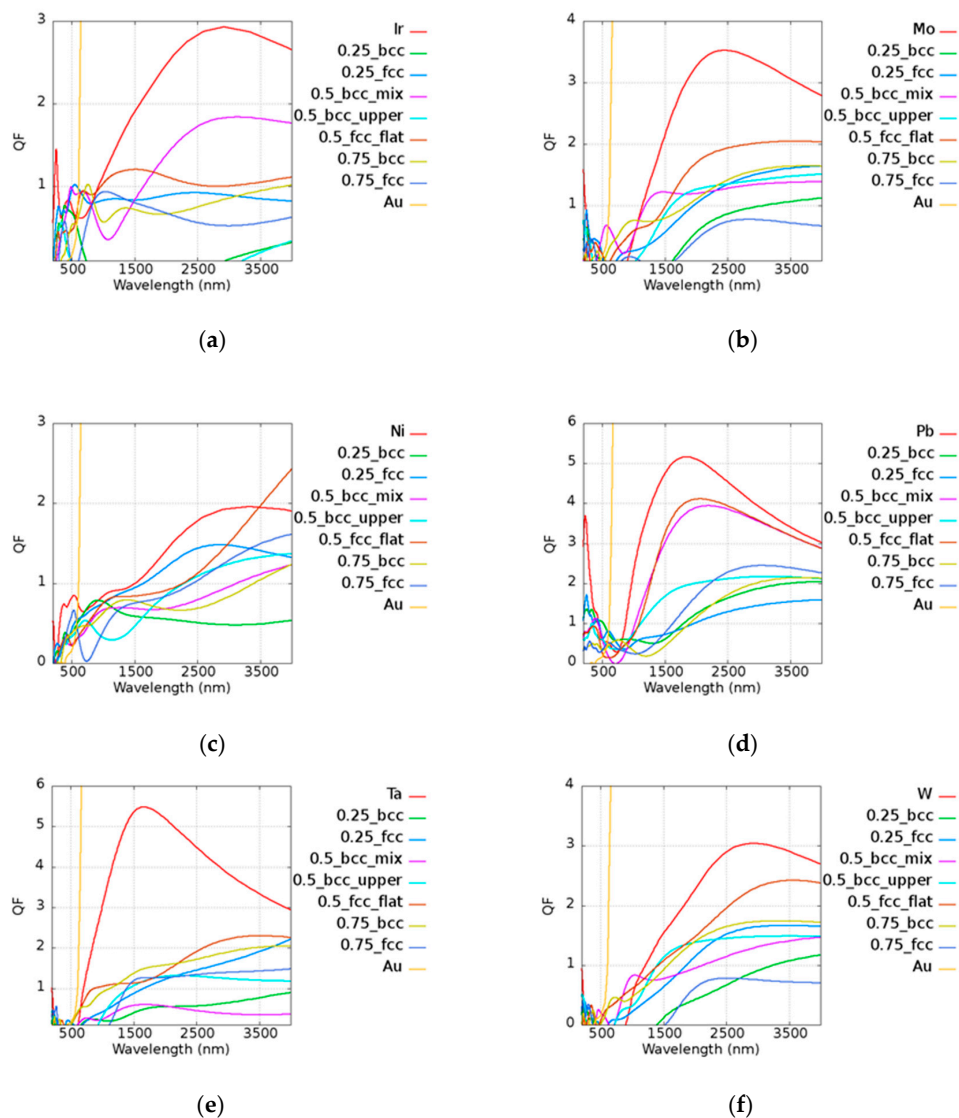 3
2
1
QF
500
1500
2500
3500
Wavelength (nm)
Ir
0.25_bcc
0.25_fcc
0.5_bcc_mix
0.5_bcc_upper
0.5_fcc_flat
0.75_bcc
0.75_fcc
Au
(a)
4
3
2
1
QF
500
1500
2500
3500
Wavelength (nm)
Mo
0.25_bcc
0.25_fcc
0.5_bcc_mix
0.5_bcc_upper
0.5_fcc_flat
0.75_bcc
0.75_fcc
Au
(b)
3
2
1
0
QF
500
1500
2500
3500
Wavelength (nm)
Ni
0.25_bcc
0.25_fcc
0.5_bcc_mix
0.5_bcc_upper
0.5_fcc_flat
0.75_bcc
0.75_fcc
Au
(c)
6
5
4
3
2
1
0
QF
500
1500
2500
3500
Wavelength (nm)
Pb
0.25_bcc
0.25_fcc
0.5_bcc_mix
0.5_bcc_upper
0.5_fcc_flat
0.75_bcc
0.75_fcc
Au
(d)
6
5
4
3
2
1
QF
500
1500
2500
3500
Wavelength (nm)
Ta
0.25_bcc
0.25_fcc
0.5_bcc_mix
0.5_bcc_upper
0.5_fcc_flat
0.75_bcc
0.75_fcc
Au
(e)
4
3
2
1
0
QF
500
1500
2500
3500
Wavelength (nm)
W
0.25_bcc
0.25_fcc
0.5_bcc_mix
0.5_bcc_upper
0.5_fcc_flat
0.75_bcc
0.75_fcc
Au
(f)